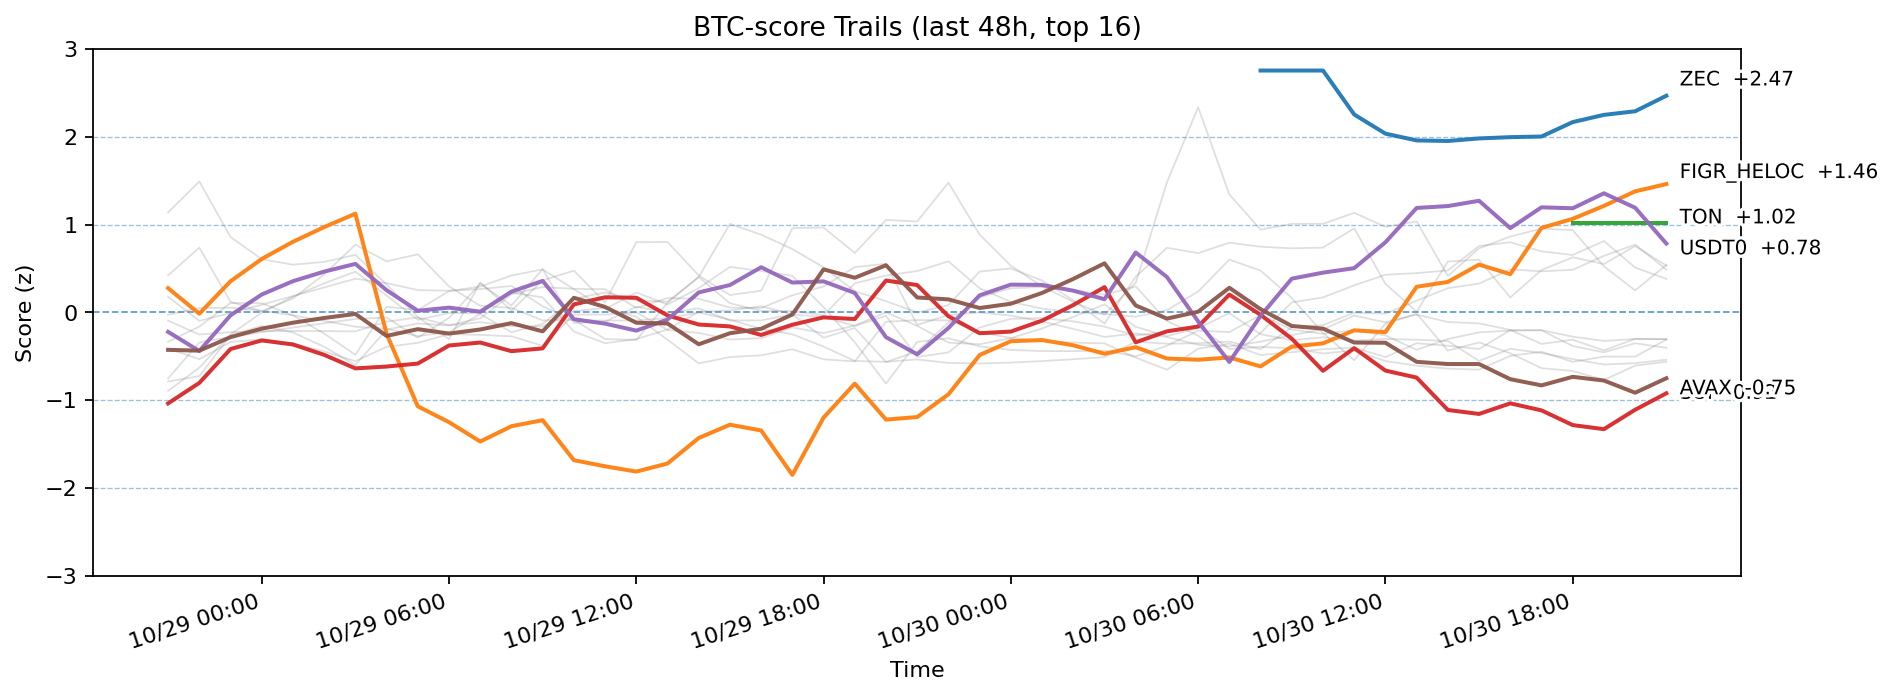 BTC-score Trails (last 48h, top 16)
Score (z)
3
2
1
0
−1
−2
−3
ZEC +2.47
FIGR_HELOC +1.46
TON +1.02
USDT0 +0.78
AVAX -0.75
10/29 00:00
10/29 06:00
10/29 12:00
10/29 18:00
10/30 00:00
10/30 06:00
10/30 12:00
10/30 18:00
Time